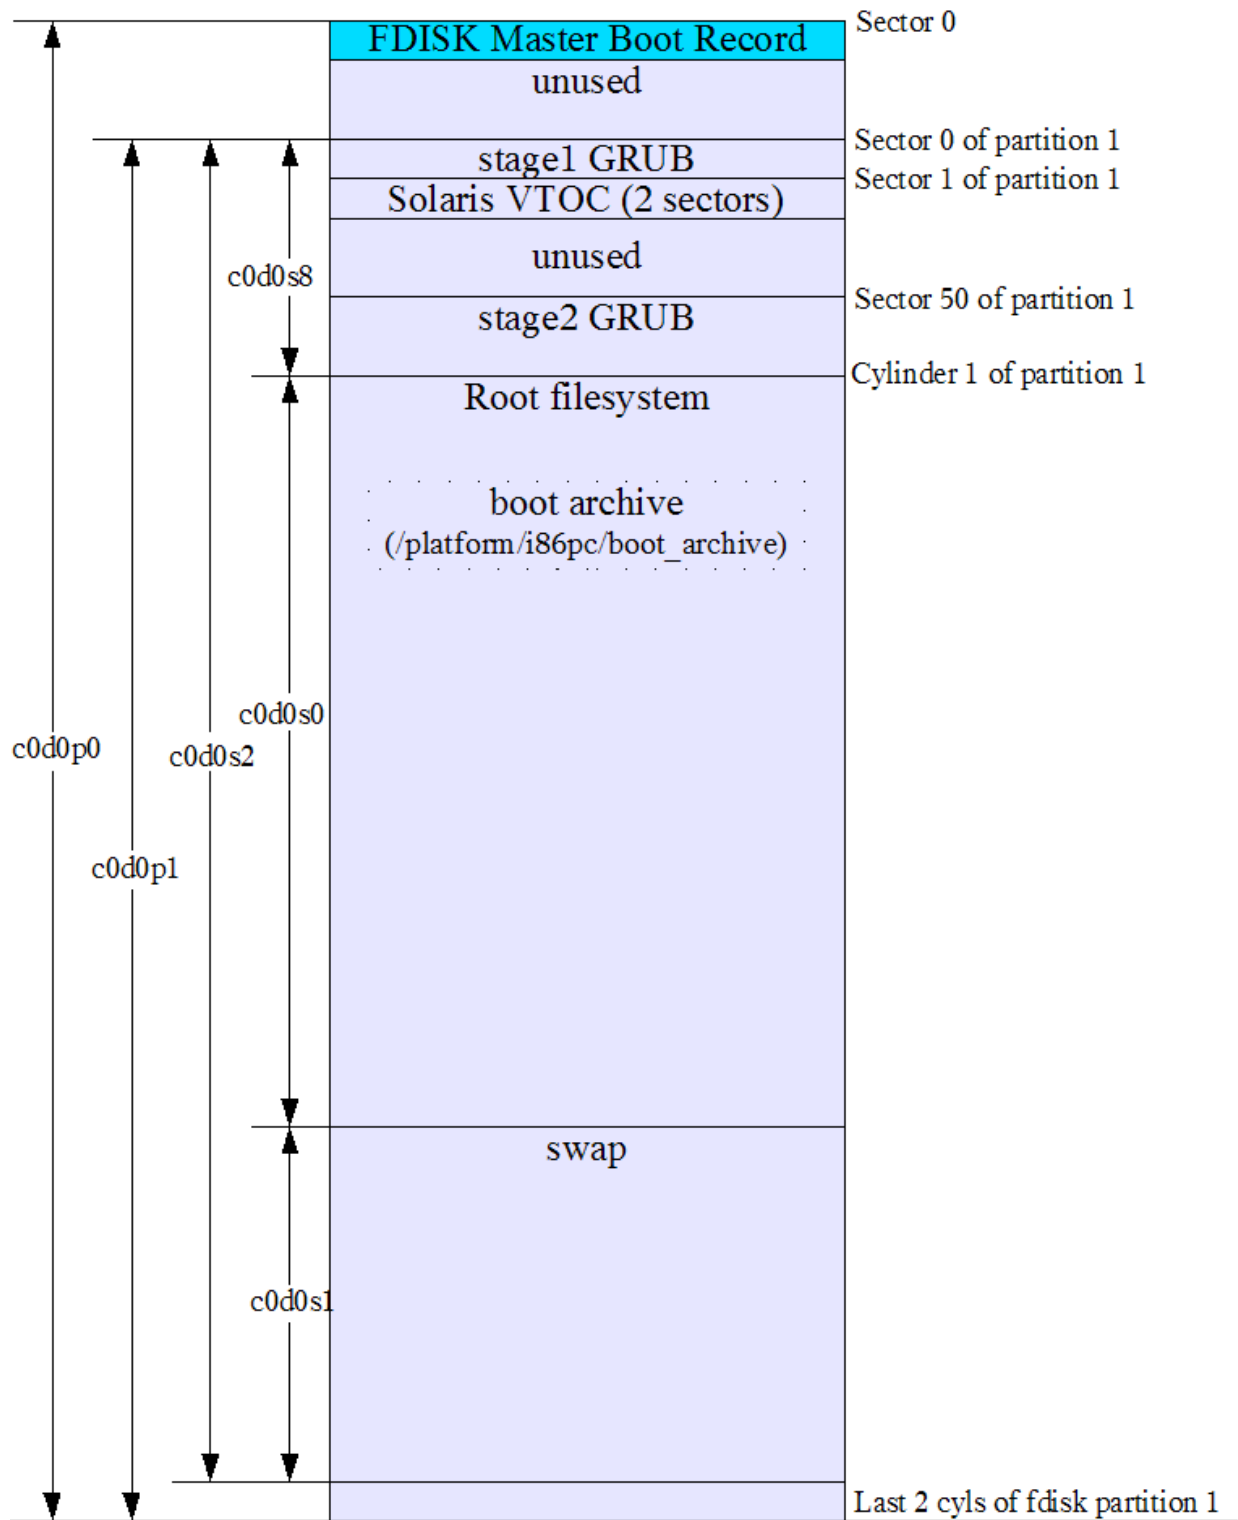 Sector 0
FDISK Master Boot Record
unused
Sector 0 of partition 1
stage1 GRUB
Sector 1 of partition 1
Solaris VTOC (2 sectors)
unused
c0d0s8
Sector 50 of partition 1
stage2 GRUB
Cylinder 1 of partition 1
Root filesystem
boot archive
(/platform/i86pc/boot_archive)
c0d0s0
c0d0p0
c0d0s2
c0d0p1
swap
c0d0s1
Last 2 cyls of fdisk partition 1